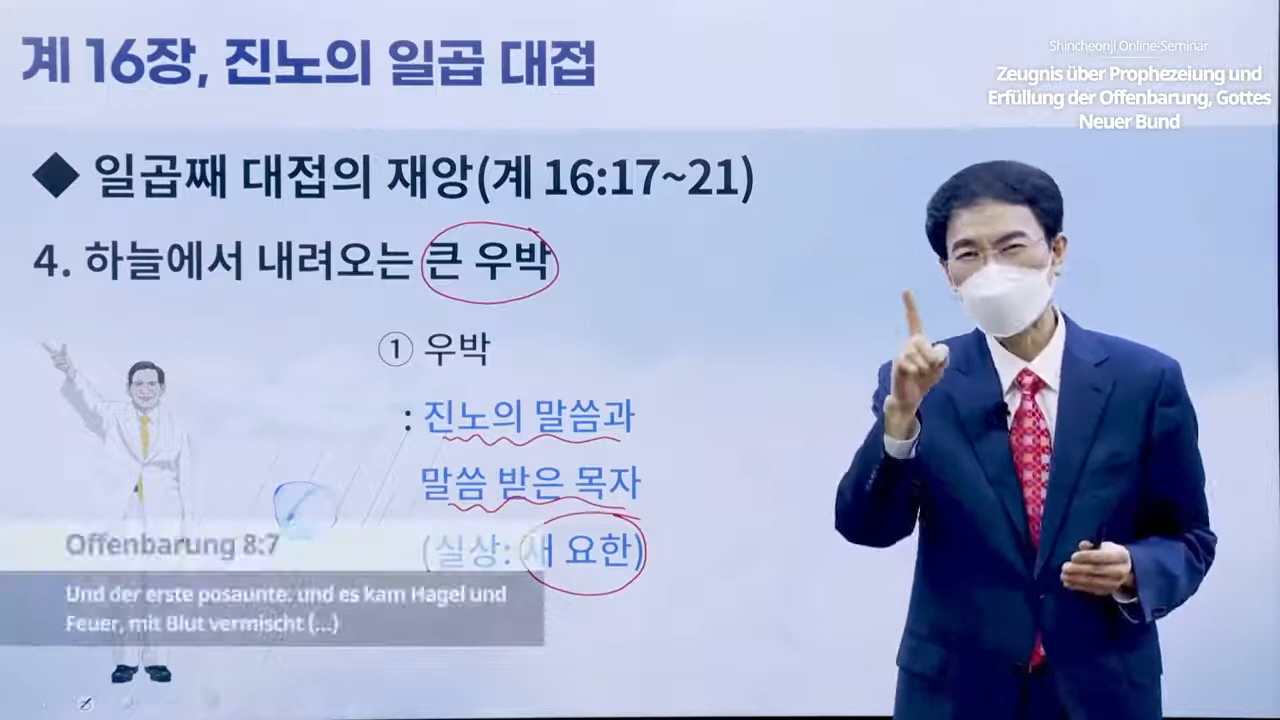 계 16장, 진노의 일곱 대접
Shincheonji Online-Seminar
Zeugnis über Prophezeiung und
Erfüllung der Offenbarung, Gottes
Neuer Bund
◆ 일곱째 대접의 재앙(계 16:17~21)
4. 하늘에서 내려오는 큰 우박
① 우박
: 진노의 말씀과
말씀 받은 목자
(실상: 새 요한)
Offenbarung 8:7
Und der erste posaunte: und es kam Hagel und
Feuer, mit Blut vermischt (...)